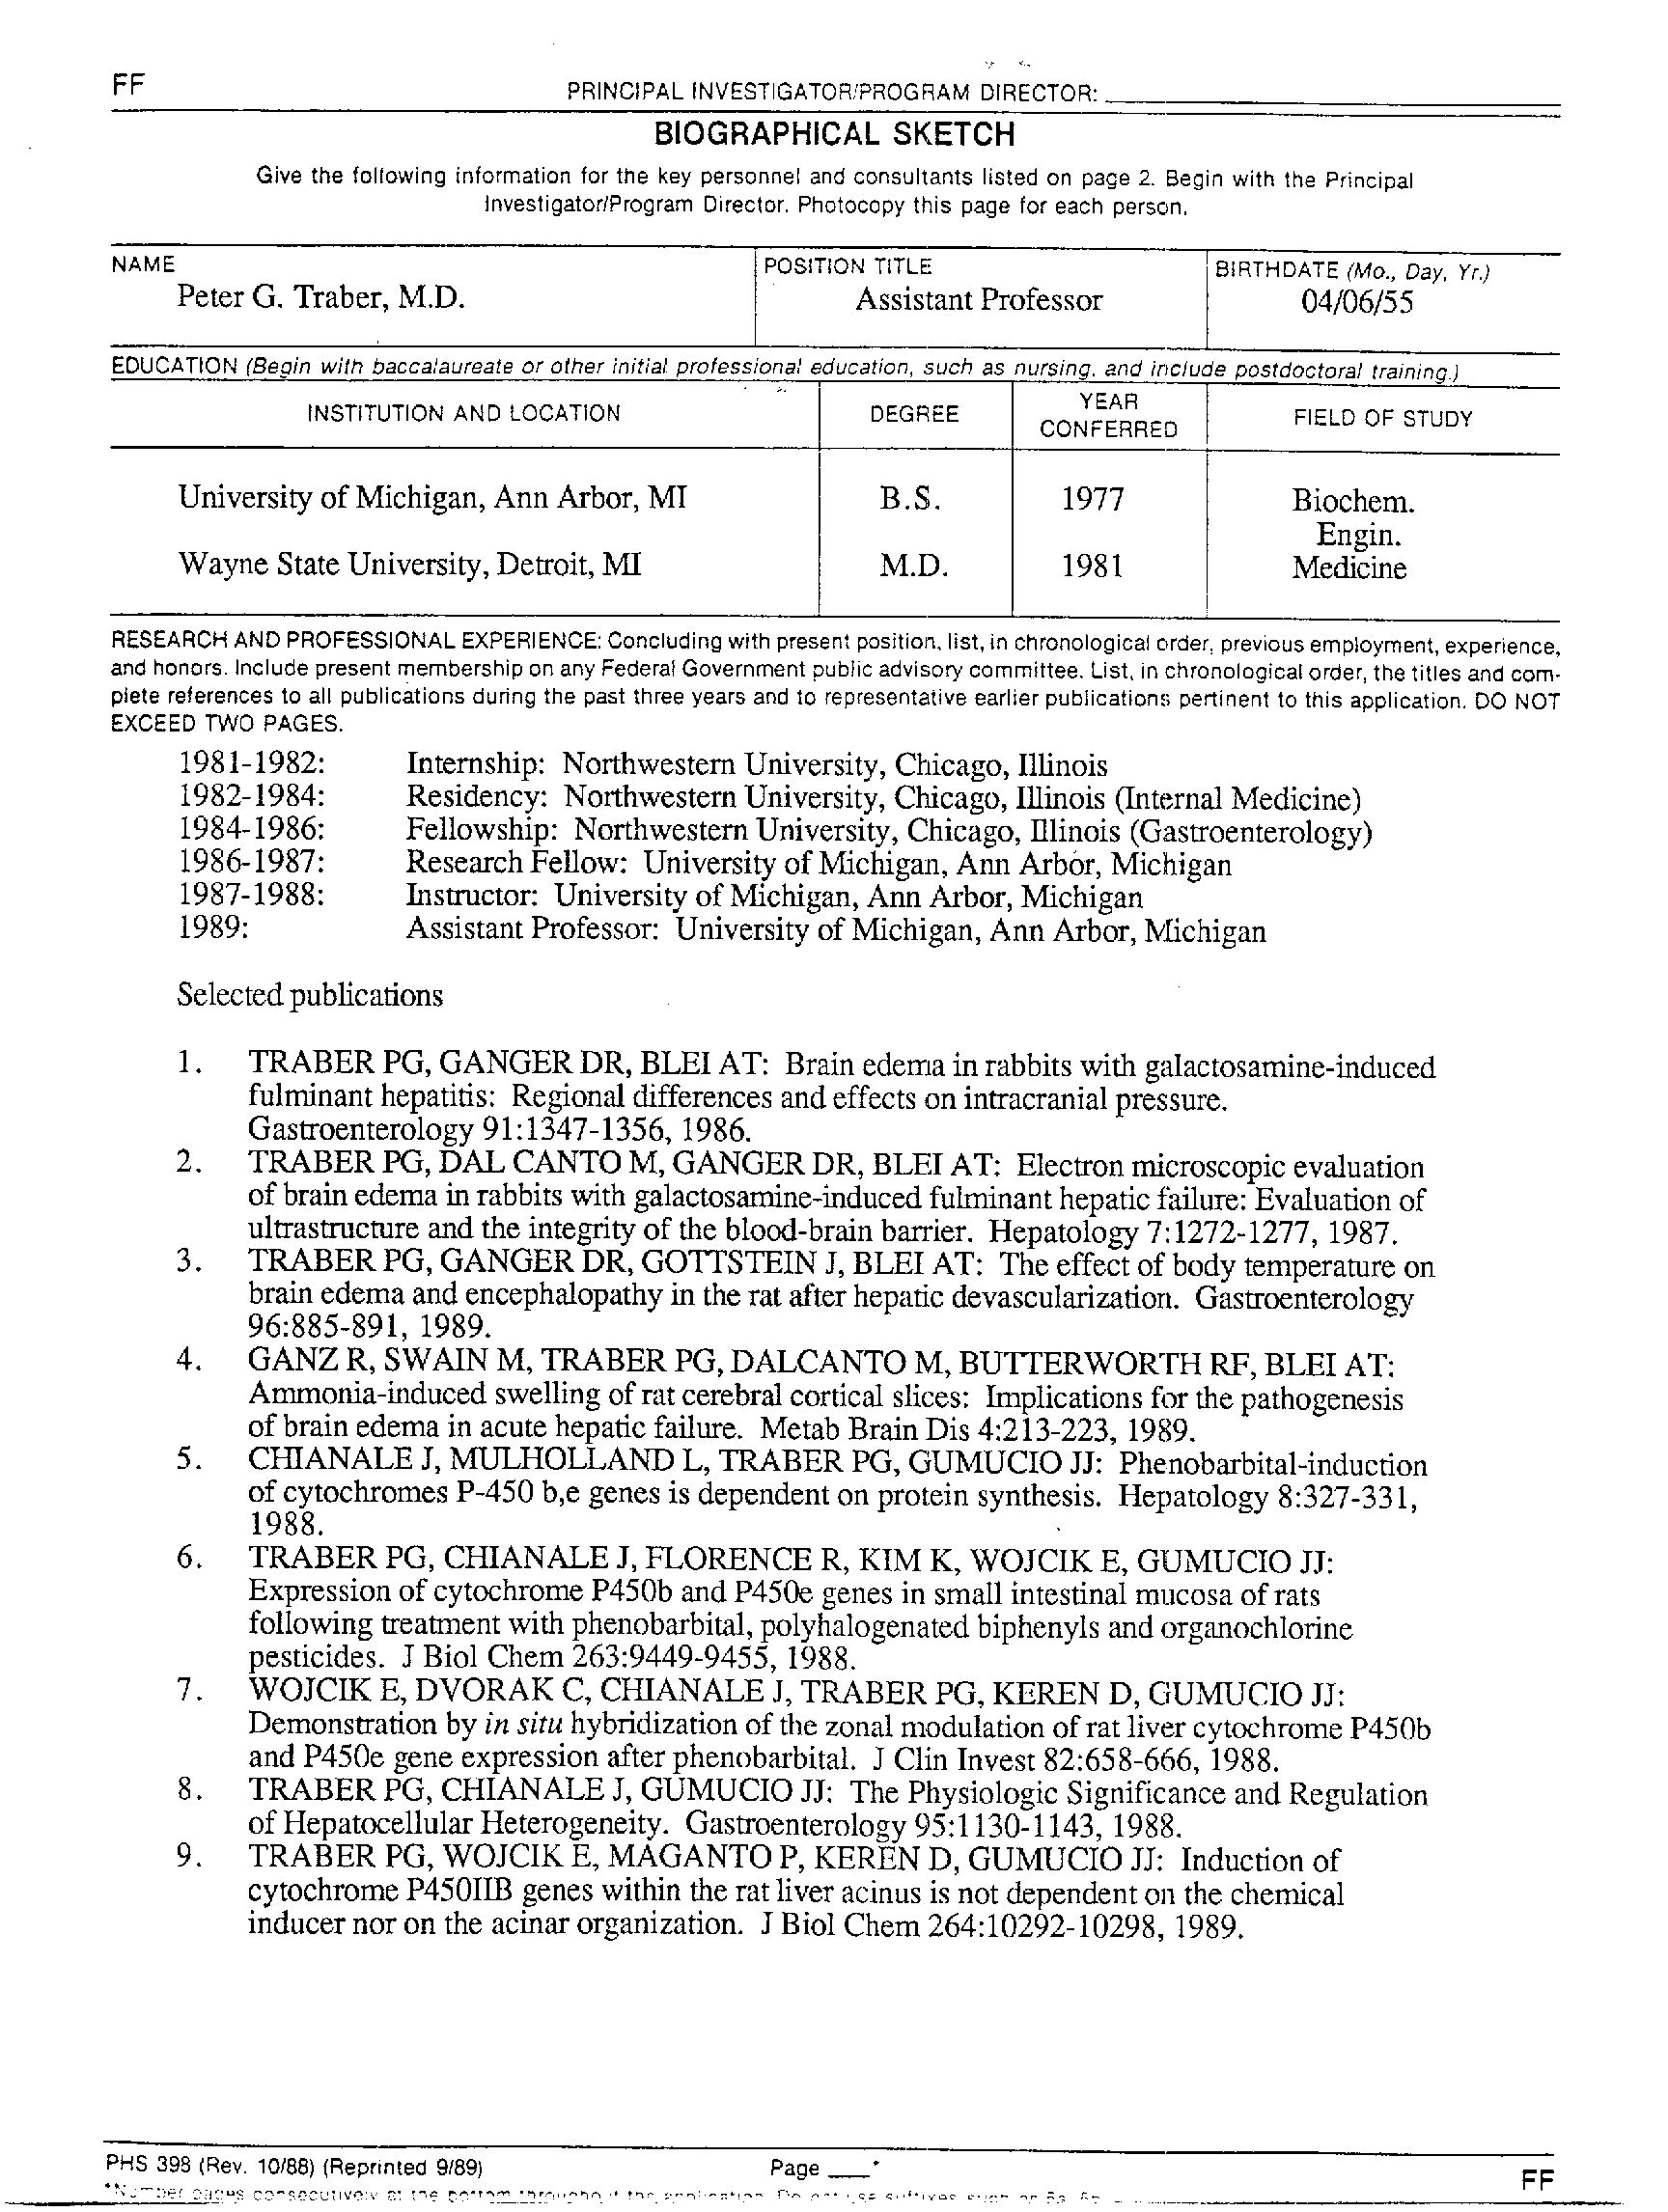 FF
PRINCIPAL INVESTIGATOR/PROGRAM DIRECTOR:
BIOGRAPHICAL SKETCH
Give the following information for the key personnel and consultants listed on page 2. Begin with the Principal
Investigator/Program Director. Photocopy this page for each person.
NAME POSITION TITLE BIRTHDATE (Mo., Day, Yr.)
Peter G. Traber, M.D. Assistant Professor 04/06/55
EDUCATION (Begin with baccalaureate or other initial professional education, such as nursing, and include postdoctoral training.)
INSTITUTION AND LOCATION DEGREE YEAR CONFERRED FIELD OF STUDY
University of Michigan, Ann Arbor, MI B.S. 1977 Biochem.
Engin.
Wayne State University, Detroit, MI M.D. 1981 Medicine
RESEARCH AND PROFESSIONAL EXPERIENCE: Concluding with present position, list, in chronological order, previous employment, experience,
and honors. Include present membership on any Federal Government public advisory committee. List, in chronological order, the titles and com-
plete references to all publications during the past three years and to representative earlier publications pertinent to this application. DO NOT
EXCEED TWO PAGES.
1981-1982: Internship: Northwestern University, Chicago, Illinois
1982-1984: Residency: Northwestern University, Chicago, Illinois (Internal Medicine)
1984-1986: Fellowship: Northwestern University, Chicago, Illinois (Gastroenterology)
1986-1987: Research Fellow: University of Michigan, Ann Arbor, Michigan
1987-1988: Instructor: University of Michigan, Ann Arbor, Michigan
1989: Assistant Professor: University of Michigan, Ann Arbor, Michigan
Selected publications
1. TRABER PG, GANGER DR, BLEI AT: Brain edema in rabbits with galactosamine-induced
fulminant hepatitis: Regional differences and effects on intracranial pressure.
Gastroenterology 91:1347-1356, 1986.
2. TRABER PG, DAL CANTO M, GANGER DR, BLEI AT: Electron microscopic evaluation
of brain edema in rabbits with galactosamine-induced fulminant hepatic failure: Evaluation of
ultrastructure and the integrity of the blood-brain barrier. Hepatology 7:1272-1277, 1987.
3. TRABER PG, GANGER DR, GOTTSTEIN J, BLEI AT: The effect of body temperature on
brain edema and encephalopathy in the rat after hepatic devascularization. Gastroenterology
96:885-891, 1989.
4. GANZ R, SWAIN M, TRABER PG, DALCANTO M, BUTTERWORTH RF, BLEI AT:
Ammonia-induced swelling of rat cerebral cortical slices: Implications for the pathogenesis
of brain edema in acute hepatic failure. Metab Brain Dis 4:213-223, 1989.
5. CHIANALE J, MULHOLLAND L, TRABER PG, GUMUCIO JJ: Phenobarbital-induction
of cytochromes P-450 b,e genes is dependent on protein synthesis. Hepatology 8:327-331,
1988.
6. TRABER PG, CHIANALE J, FLORENCE R, KIM K, WOJCIK E, GUMUCIO JJ:
Expression of cytochrome P450b and P450e genes in small intestinal mucosa of rats
following treatment with phenobarbital, polyhalogenated biphenyls and organochlorine
pesticides. J Biol Chem 263:9449-9455, 1988.
7. WOJCIK E, DVORAK C, CHIANALE J, TRABER PG, KEREN D, GUMUCIO JJ:
Demonstration by in situ hybridization of the zonal modulation of rat liver cytochrome P450b
and P450e gene expression after phenobarbital. J Clin Invest 82:658-666, 1988.
8. TRABER PG, CHIANALE J, GUMUCIO JJ: The Physiologic Significance and Regulation
of Hepatocellular Heterogeneity. Gastroenterology 95:1130-1143, 1988.
9. TRABER PG, WOJCIK E, MAGANTO P, KEREN D, GUMUCIO JJ: Induction of
cytochrome P450IIB genes within the rat liver acinus is not dependent on the chemical
inducer nor on the acinar organization. J Biol Chem 264:10292-10298, 1989.
PHS 398 (Rev. 10/88) (Reprinted 9/89) Page ___* FF
*Number pages consecutively at the bottom throughout the application. Do not use suffixes such as 5a, 5b